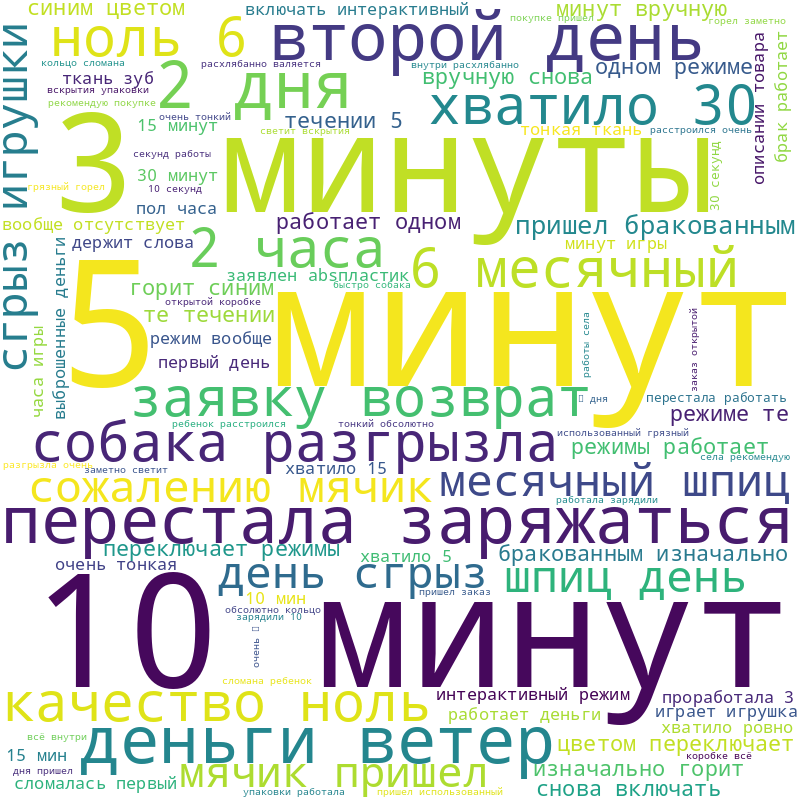 синим цветом
включать интерактивный
покупке пришел
минут вручную
горел заметно
ноль 6
второй день
кольцо сломана
расхлябанно валяется
внутри расхлябанно
одном режиме
ткань зуб
2 дня
вручную снова
вскрытия упаковки
рекомендую покупке
хватило 30
описании товара
брак работает
сгрыз игрушки
очень тонкий
15 минут
течении 5
светит вскрытия
тонкая ткань
расстроился очень
3 минуты
секунд работы
30 секунд
30 минут
грязный горел
10 секунд
пол часа
вообще отсутствует
работает одном
пришел бракованным
держит слова
2 часа
минут игры
выброшенные деньги
заявлен absпластик
6 месячный
горит синим
быстро собака
5 минут
открытой коробке
те течении
работы села
заказ открытой
часа игры
режим вообще
первый день
заявку возврат
дня
перестала работать
режиме те
ребенок расстроился
тонкий абсолютно
использованный грязный
собака разгрызла
режимы работает
села рекомендую
разгрызла очень
заметно светит
хватило 15
сожалению мячик
месячный шпиц
работала зарядили
перестала заряжаться
переключает режимы
хватило 5
бракованным изначально
очень тонкая
день сгрыз
шпиц день
10 минут
10 мин
пришел заказ
абсолютно кольцо
зарядили 10
очень
сломана ребенок
интерактивный режим
проработала 3
качество ноль
работает деньги
играет игрушка
хватило ровно
всё внутри
деньги ветер
цветом переключает
15 мин
коробке всё
дня пришел
мячик пришел
изначально горит
сломалась первый
упаковки работала
пришел использованный
снова включать